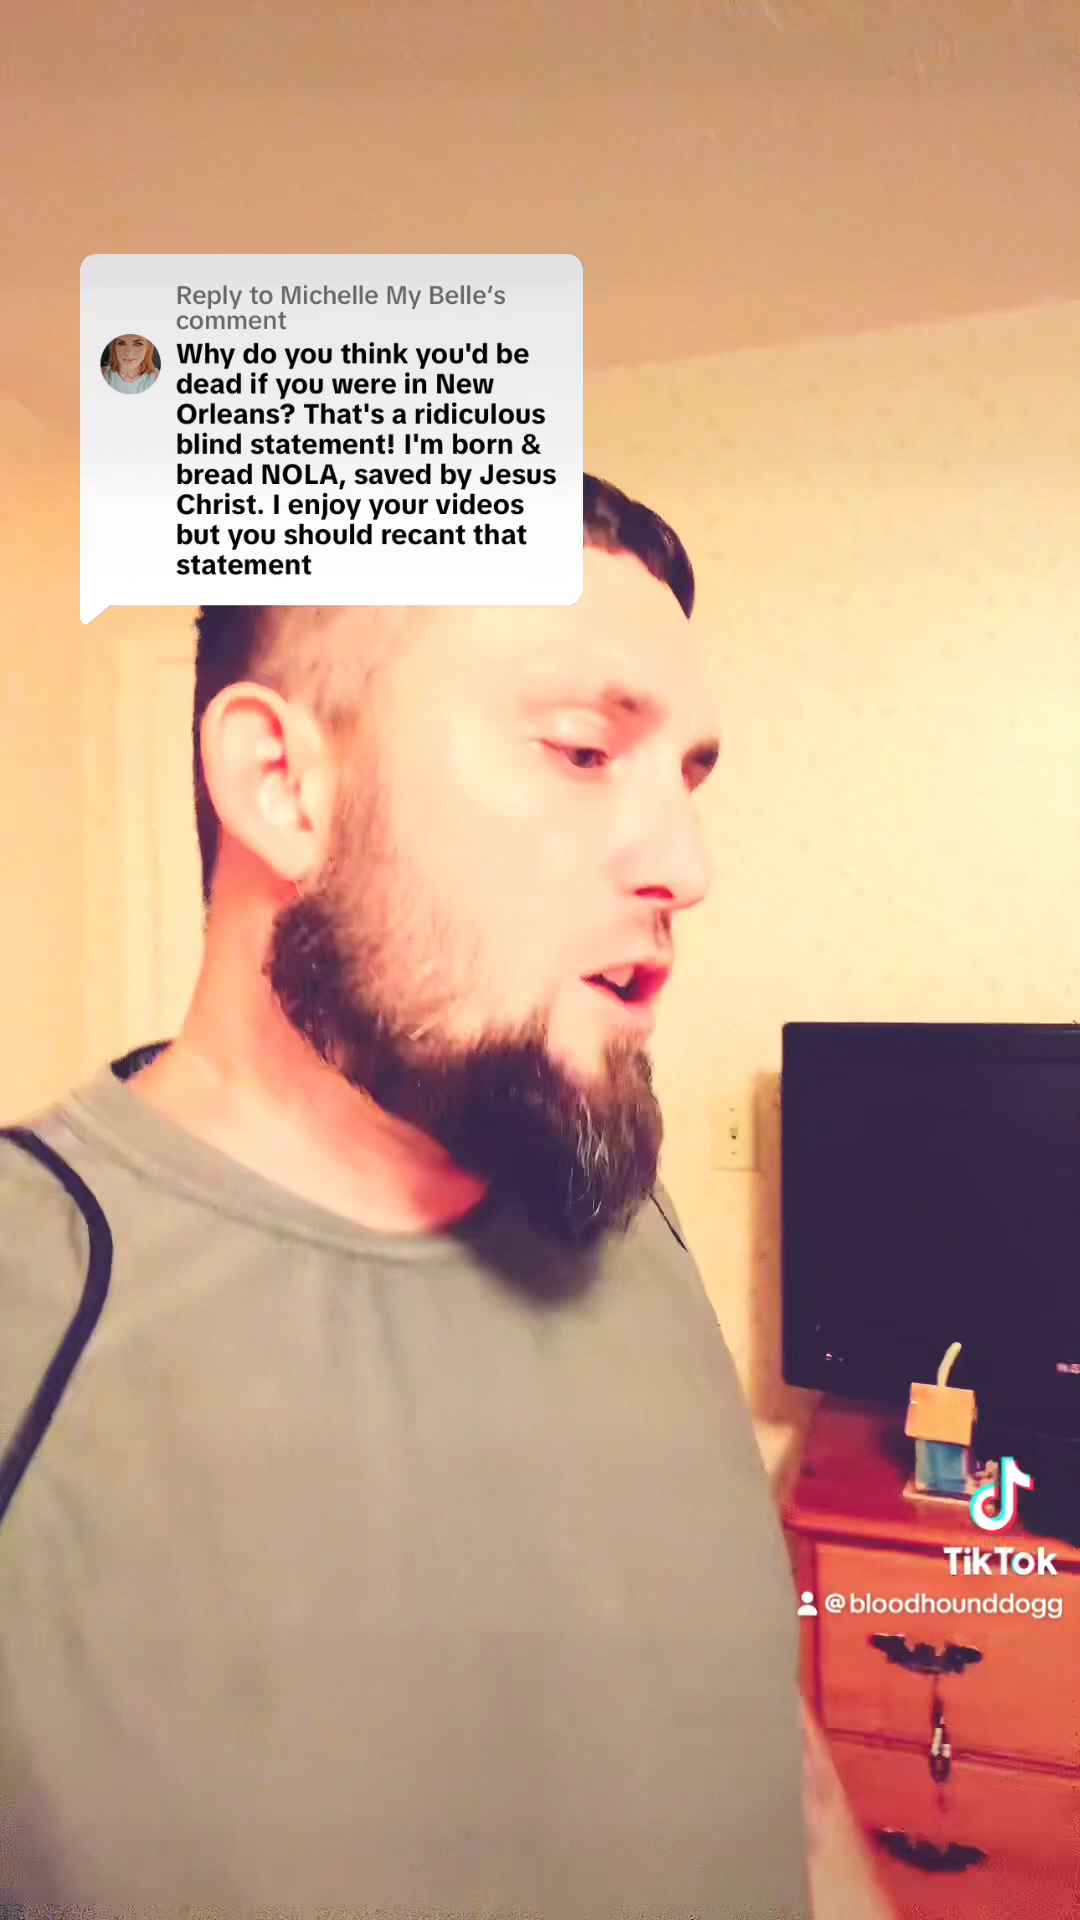 Reply to Michelle My Belle’s
comment
Why do you think you'd be
dead if you were in New
Orleans? That's a ridiculous
blind statement! I'm born &
bread NOLA, saved by Jesus
Christ. I enjoy your videos
but you should recant that
statement
TikTok
@bloodhounddogg